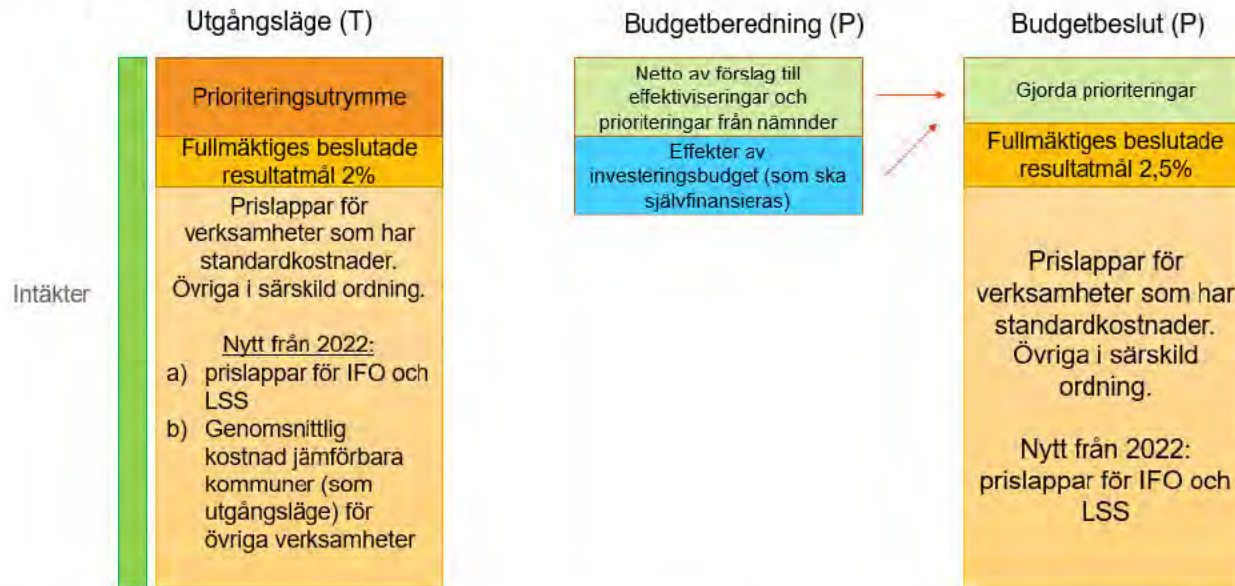 Utgångsläge (T)
Prioriteringsutrymme
Fullmäktiges beslutade
resultatmål 2%
Prislappar för
verksamheter som har
standardkostnader.
Övriga i särskild ordning.
Nytt från 2022:
a) prislappar för IFO och
LSS
b) Genomsnittlig
kostnad jämförbara
kommuner (som
utgångsläge) för
övriga verksamheter
Intäkter
Budgetberedning (P)
Netto av förslag till
effektiviseringar och
prioriteringar från nämnder
Effekter av
investeringsbudget (som ska
självfinansieras)
Budgetbeslut (P)
Gjorda prioriteringar
Fullmäktiges beslutade
resultatmål 2,5%
Prislappar för
verksamheter som har
standardkostnader.
Övriga i särskild
ordning.
Nytt från 2022:
prislappar för IFO och
LSS